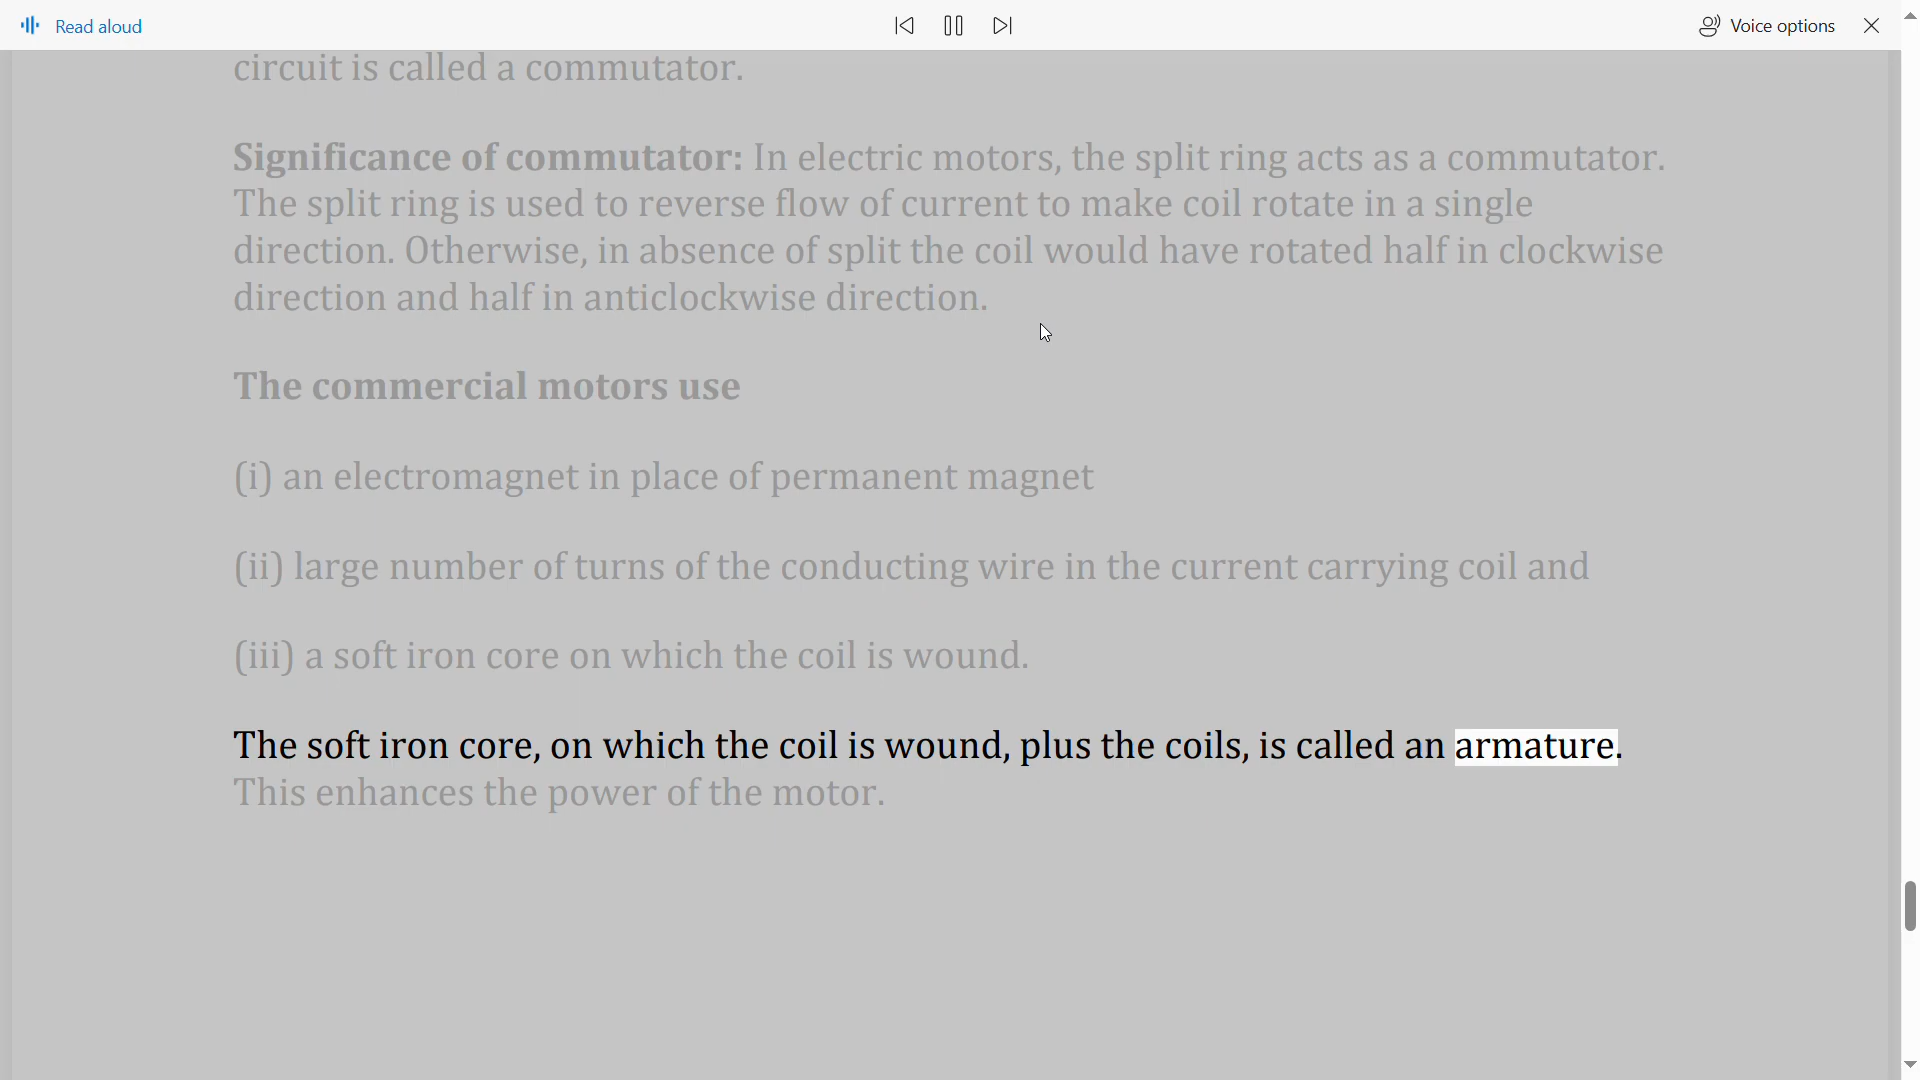 Read aloud
Voice options
circuit is called a commutator.
Significance of commutator: In electric motors, the split ring acts as a commutator.
The split ring is used to reverse flow of current to make coil rotate in a single
direction. Otherwise, in absence of split the coil would have rotated half in clockwise
direction and half in anticlockwise direction.
The commercial motors use
(i) an electromagnet in place of permanent magnet
(ii) large number of turns of the conducting wire in the current carrying coil and
(iii) a soft iron core on which the coil is wound.
The soft iron core, on which the coil is wound, plus the coils, is called an armature.
This enhances the power of the motor.